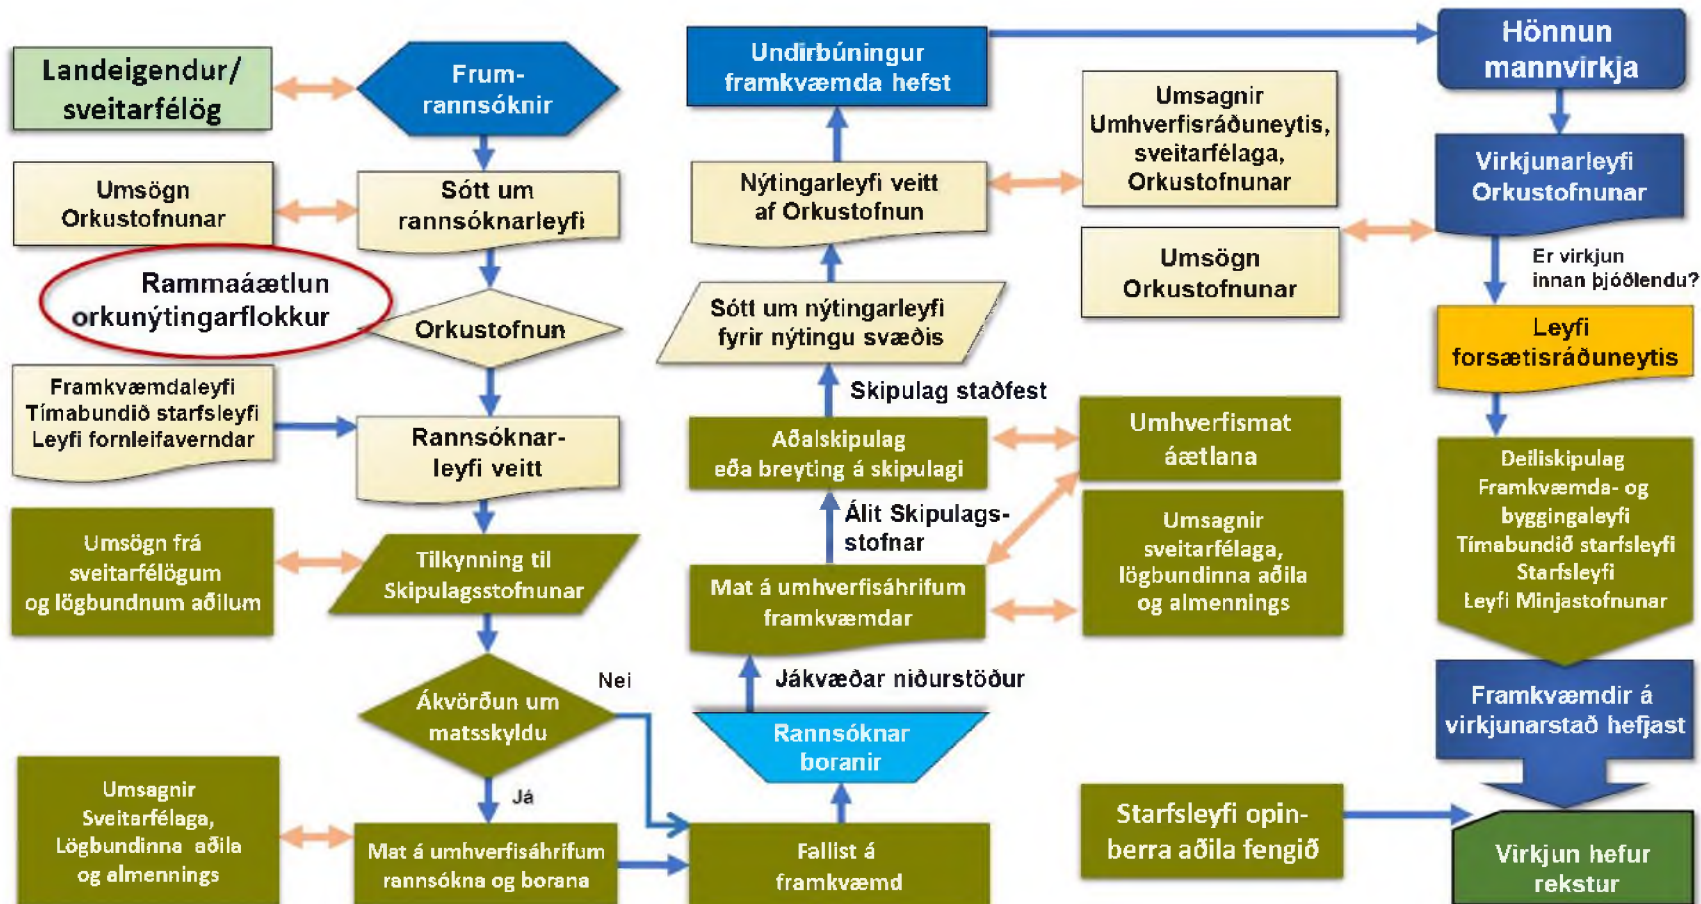 Landeigendur/
sveitarfélög
Frum-
rannsóknir
Umsögn
Orkustofnunar
Sótt um
rannsóknarleyfi
Rammaáætlun
orkunýtingarflokkur
Orkustofnun
Framkvæmdaleyfi
Tímabundið starfsleyfi
Leyfi fornleifaverndar
Rannsóknar-
leyfi veitt
Umsögn frá
sveitarfélögum
og lögbundnum aðilum
Tilkynning til
Skipulagsstofnunar
Ákvörðun um
matsskyldu
Nei
Já
Umsagnir
Sveitarfélaga,
Lögbundinna aðila
og almennings
Mat á umhverfisáhrifum
rannsókna og borana
Fallist á
framkvæmd
Rannsóknar
boranir
Jákvæðar niðurstöður
Mat á umhverfisáhrifum
framkvæmdar
Umsagnir
sveitarfélaga,
lögbundinna aðila
og almennings
Álit Skipulags-
stofnar
Aðalskipulag
eða breyting á skipulagi
Umhverfismat
áætlana
Skipulag staðfest
Sótt um nýtingarleyfi
fyrir nýtingu svæðis
Nýtingarleyfi veitt
af Orkustofnun
Umsagnir
Umhverfisráðuneytis,
sveitarfélaga,
Orkustofnunar
Undirbúningur
framkvæmda hefst
Hönnun
mannvirkja
Virkjunarleyfi
Orkustofnunar
Umsögn
Orkustofnunar
Er virkjun
innan þjóðlendu?
Leyfi
forsætisráðuneytis
Deiliskipulag
Framkvæmda- og
byggingaleyfi
Tímabundið starfsleyfi
Starfsleyfi
Leyfi Minjastofnunar
Framkvæmdir á
virkjunarstað hefjast
Starfsleyfi opin-
berra aðila fengið
Virkjun hefur
rekstur